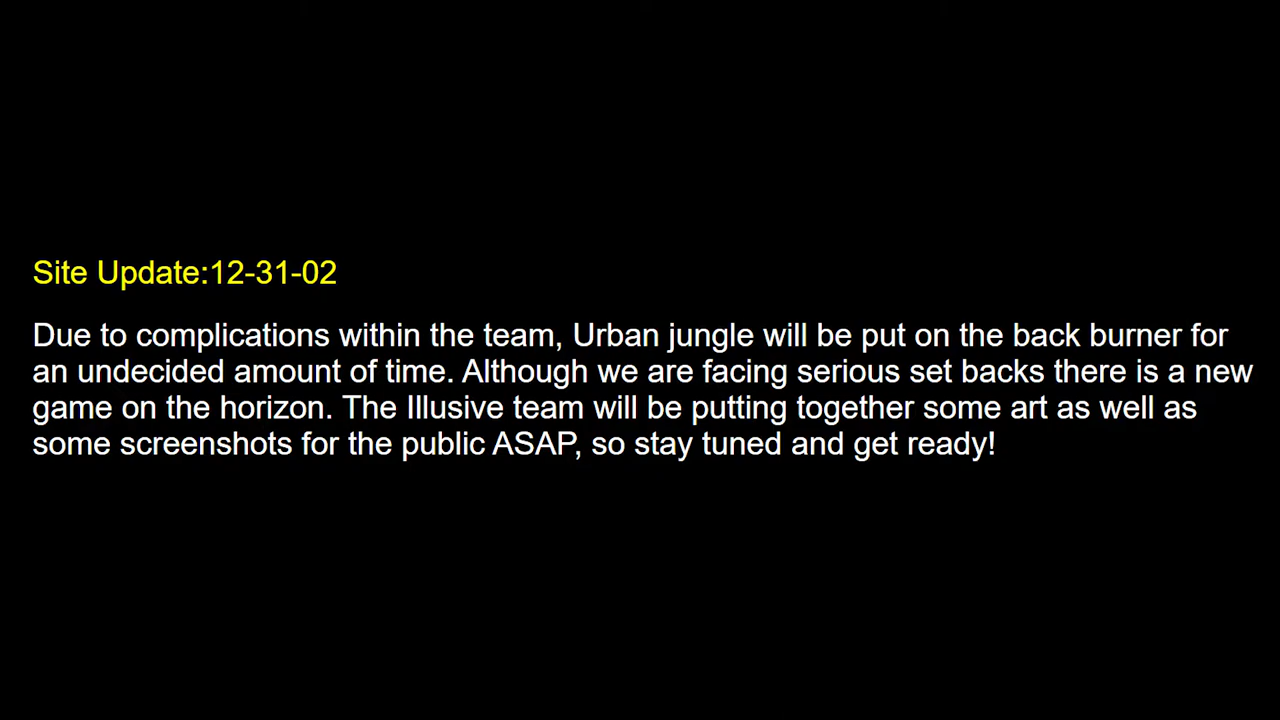 Site Update:12-31-02
Due to complications within the team, Urban jungle will be put on the back burner for
an undecided amount of time. Although we are facing serious set backs there is a new
game on the horizon. The Illusive team will be putting together some art as well as
some screenshots for the public ASAP, so stay tuned and get ready!